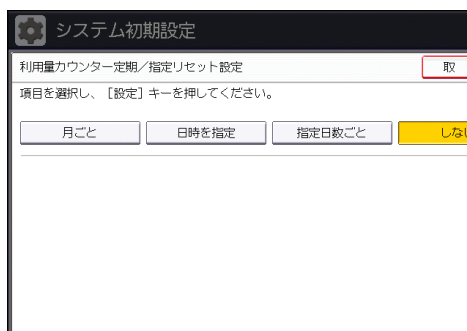 システム初期設定
利用量カウンター定期／指定リセット設定 取
項目を選択し、［設定］キーを押してください。
月ごと 日時を指定 指定日数ごと しない